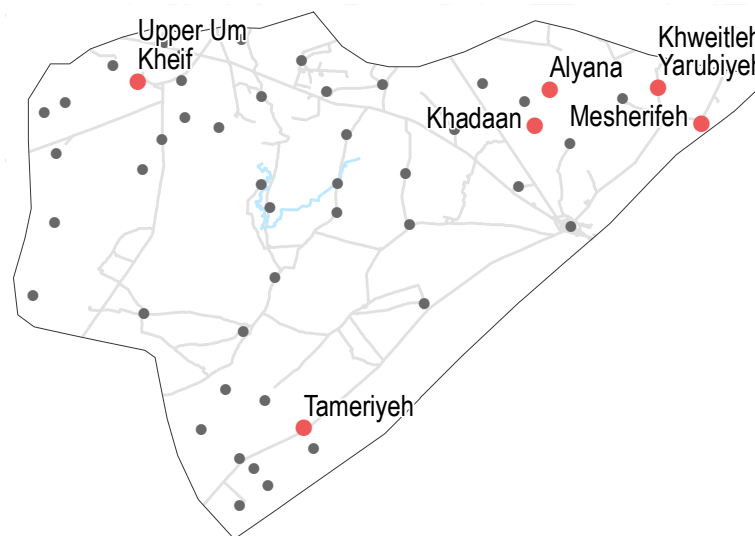 Upper Um
Kheif
Alyana
Khweitleh
Yarubiyeh
Khadaan
Mesherifeh
Tameriyeh